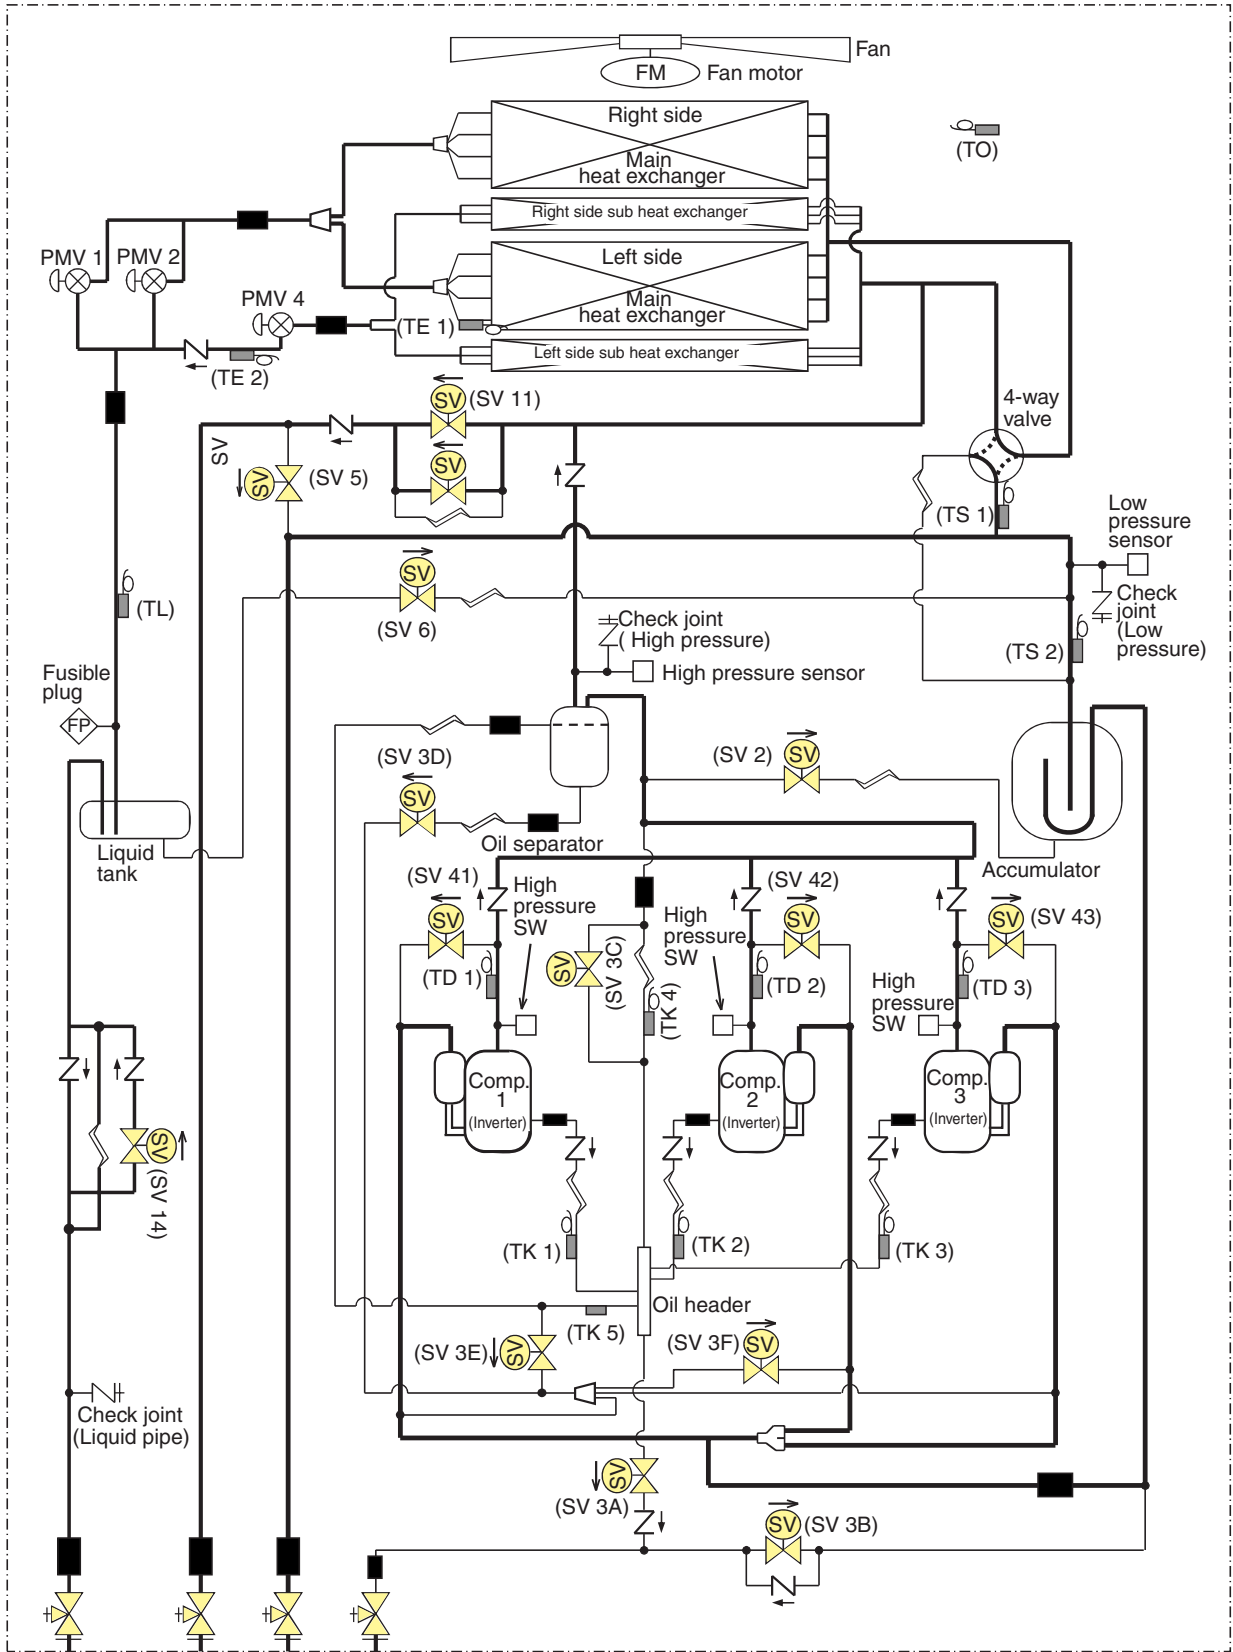 Fan
FM
Fan motor
Right side
Main
heat exchanger
(TO)
Right side sub heat exchanger
PMV 1
PMV 2
Left side
Main
heat exchanger
PMV 4
(TE 1)
Left side sub heat exchanger
(TE 2)
SV
(SV 11)
4-way
valve
SV
SV
SV
(SV 5)
(TS 1)
Low
pressure
sensor
SV
(SV 6)
(TL)
Check joint
( High pressure)
Check
joint
(Low
pressure)
(TS 2)
High pressure sensor
Fusible
plug
FP
(SV 3D)
SV
(SV 2)
SV
Liquid
tank
Oil separator
Accumulator
(SV 41)
SV
High
pressure
SW
(SV 42)
SV
High
pressure
SW
SV
(SV 43)
SV
(SV 3C)
(TD 1)
(TK 4)
(TD 2)
High
pressure
SW
(TD 3)
Comp.
1
(Inverter)
Comp.
2
(Inverter)
Comp.
3
(Inverter)
SV
(SV 14)
(TK 1)
(TK 2)
(TK 3)
Oil header
(TK 5)
(SV 3E)
SV
(SV 3F)
SV
Check joint
(Liquid pipe)
SV
(SV 3A)
SV
(SV 3B)